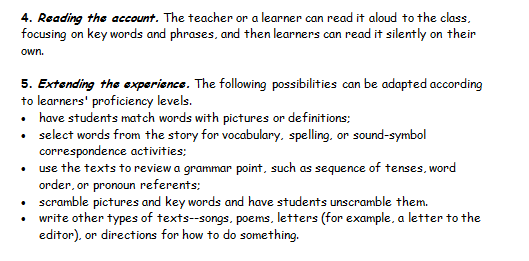 4. Reading the account. The teacher or a learner can read it aloud to the class,
focusing on key words and phrases, and then learners can read it silently on their
own.
5. Extending the experience. The following possibilities can be adapted according
to learners' proficiency levels.
• have students match words with pictures or definitions;
• select words from the story for vocabulary, spelling, or sound-symbol
correspondence activities;
• use the texts to review a grammar point, such as sequence of tenses, word
order, or pronoun referents;
• scramble pictures and key words and have students unscramble them.
• write other types of texts--songs, poems, letters (for example, a letter to the
editor), or directions for how to do something.